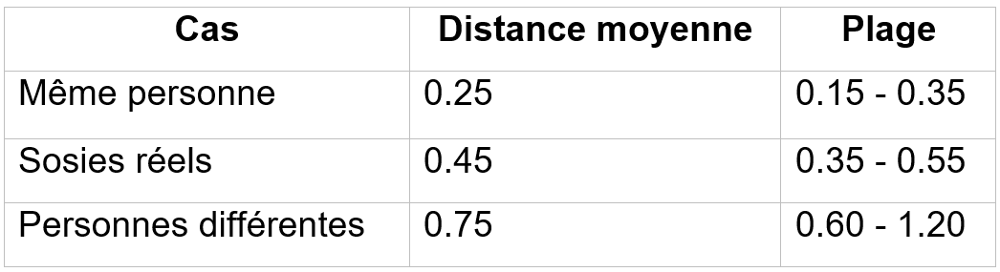 Cas Distance moyenne Plage
Même personne 0.25 0.15 - 0.35
Sosies réels 0.45 0.35 - 0.55
Personnes différentes 0.75 0.60 - 1.20